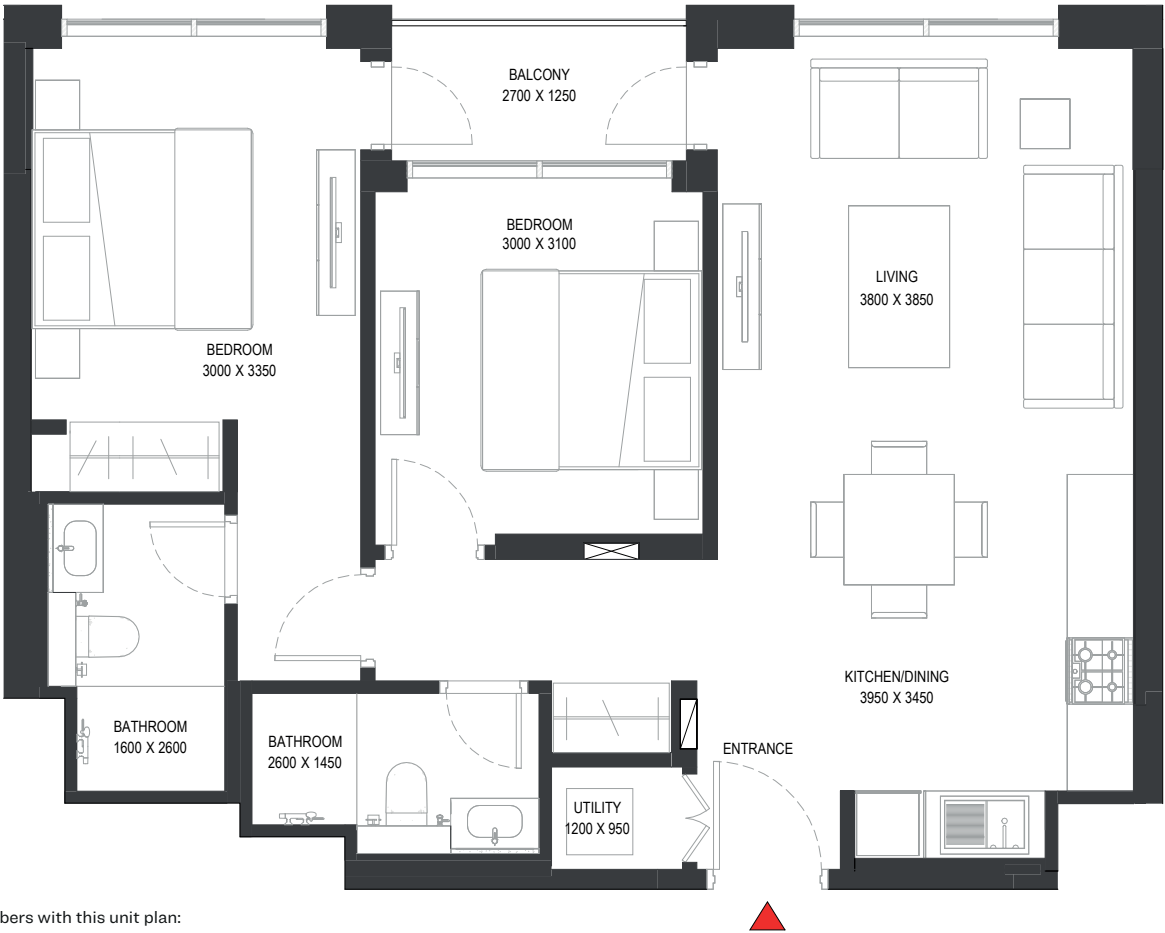 BALCONY
2700 X 1250
BEDROOM
3000 X 3100
LIVING
3800 X 3850
BEDROOM
3000 X 3350
KITCHEN/DINING
3950 X 3450
BATHROOM
1600 X 2600
BATHROOM
2600 X 1450
ENTRANCE
UTILITY
1200 X 950
with this unit plan: